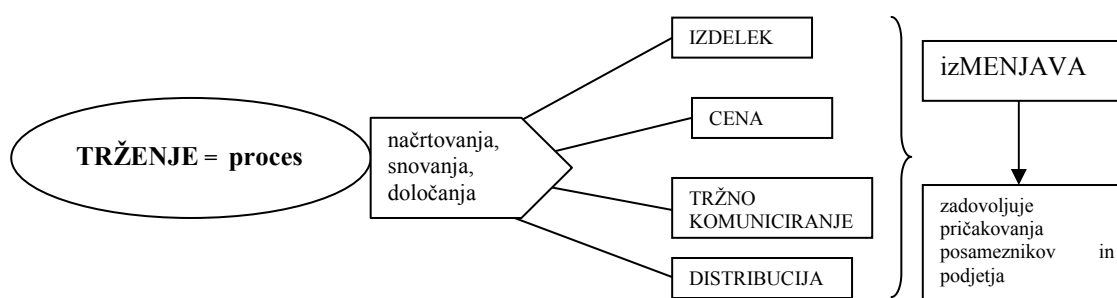 TRŽENJE = proces
načrtovanja,
snovanja,
določanja
IZDELEK
CENA
TRŽNO
KOMUNICIRANJE
DISTRIBUCIJA
izMENJAVA
zadovoljuje
pričakovanja
posameznikov in
podjetja